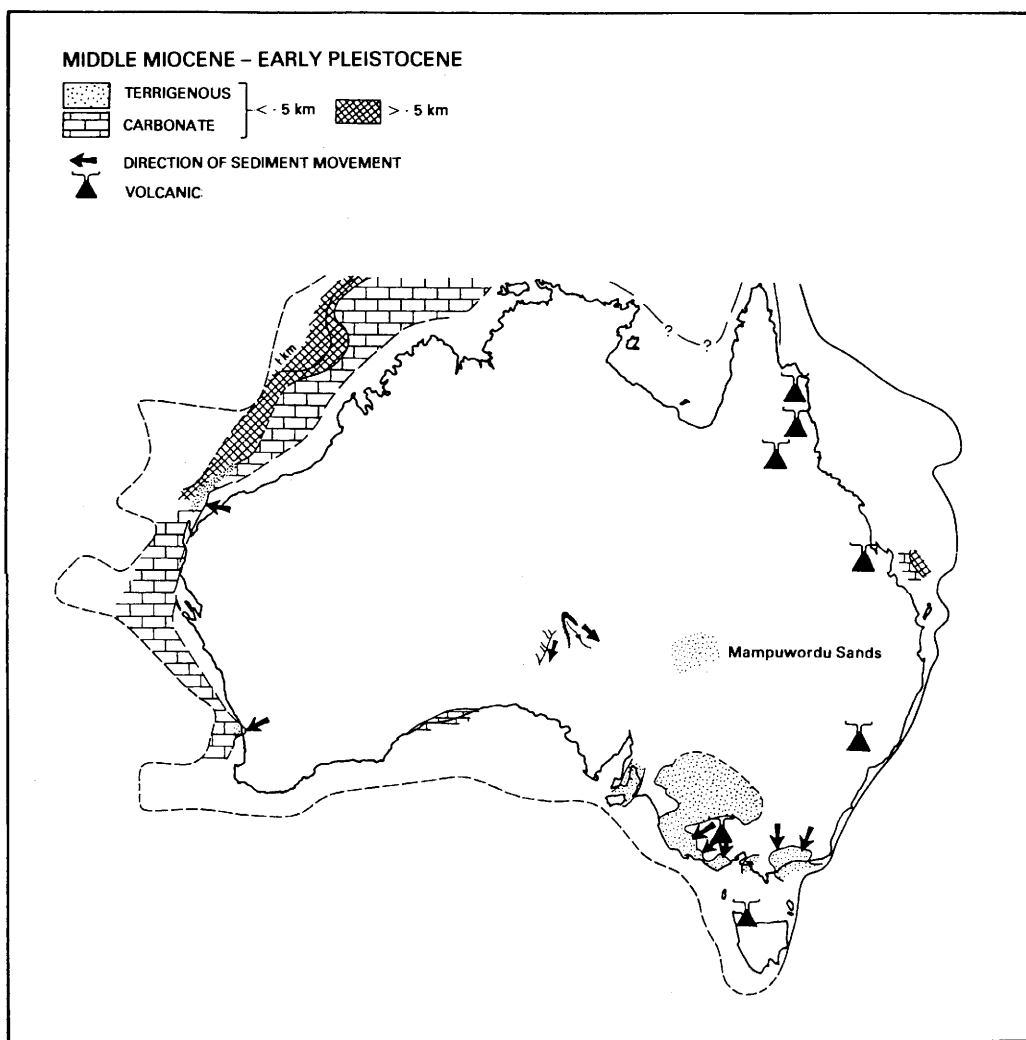 MIDDLE MIOCENE – EARLY PLEISTOCENE
TERRIGENOUS
CARBONATE
< · 5 km
> · 5 km
DIRECTION OF SEDIMENT MOVEMENT
VOLCANIC
1 km
? ?
Mampuwordu Sands